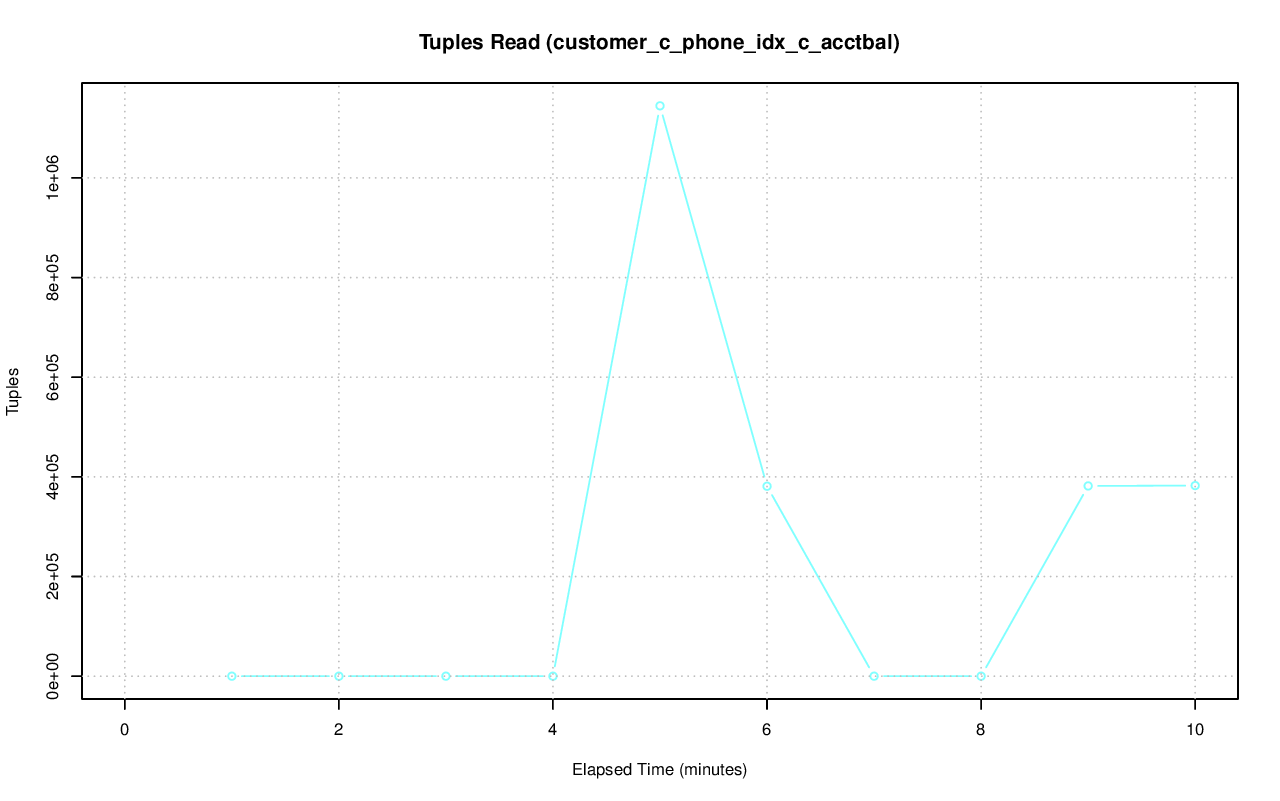 Tuples Read (customer_c_phone_idx_c_acctbal)
Tuples
1e+06
8e+05
6e+05
4e+05
2e+05
0e+00
0 2 4 6 8 10
Elapsed Time (minutes)